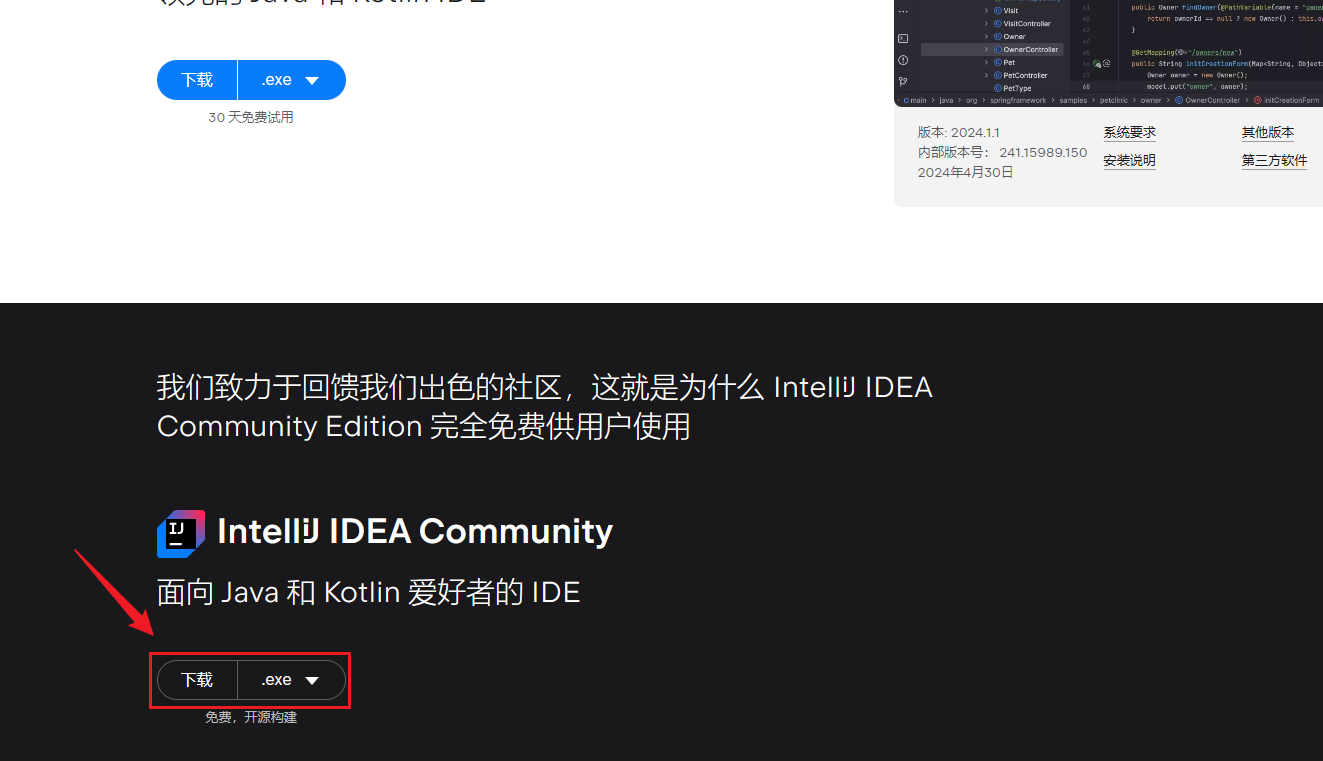 Java 和 Kotlin IDE
下载 .exe
30 天免费试用
Visit
VisitController
Owner
OwnerController
Pet
PetController
PetType
public Owner findOwner(@PathVariable(name =
return ownerId == null ? new Owner() :
}
@GetMapping("/owners/new")
public String initCreationForm(Map<String,
Owner owner = new Owner();
model.put("owner", owner);
main > java > org > springframework > samples > petclinic > owner > OwnerController > initCreationForm
版本: 2024.1.1
内部版本号： 241.15989.150
2024年4月30日
系统要求
安装说明
其他版本
第三方软件
我们致力于回馈我们出色的社区，这就是为什么 IntelliJ IDEA
Community Edition 完全免费供用户使用
IJ
IntelliJ IDEA Community
面向 Java 和 Kotlin 爱好者的 IDE
下载 .exe
免费，开源构建